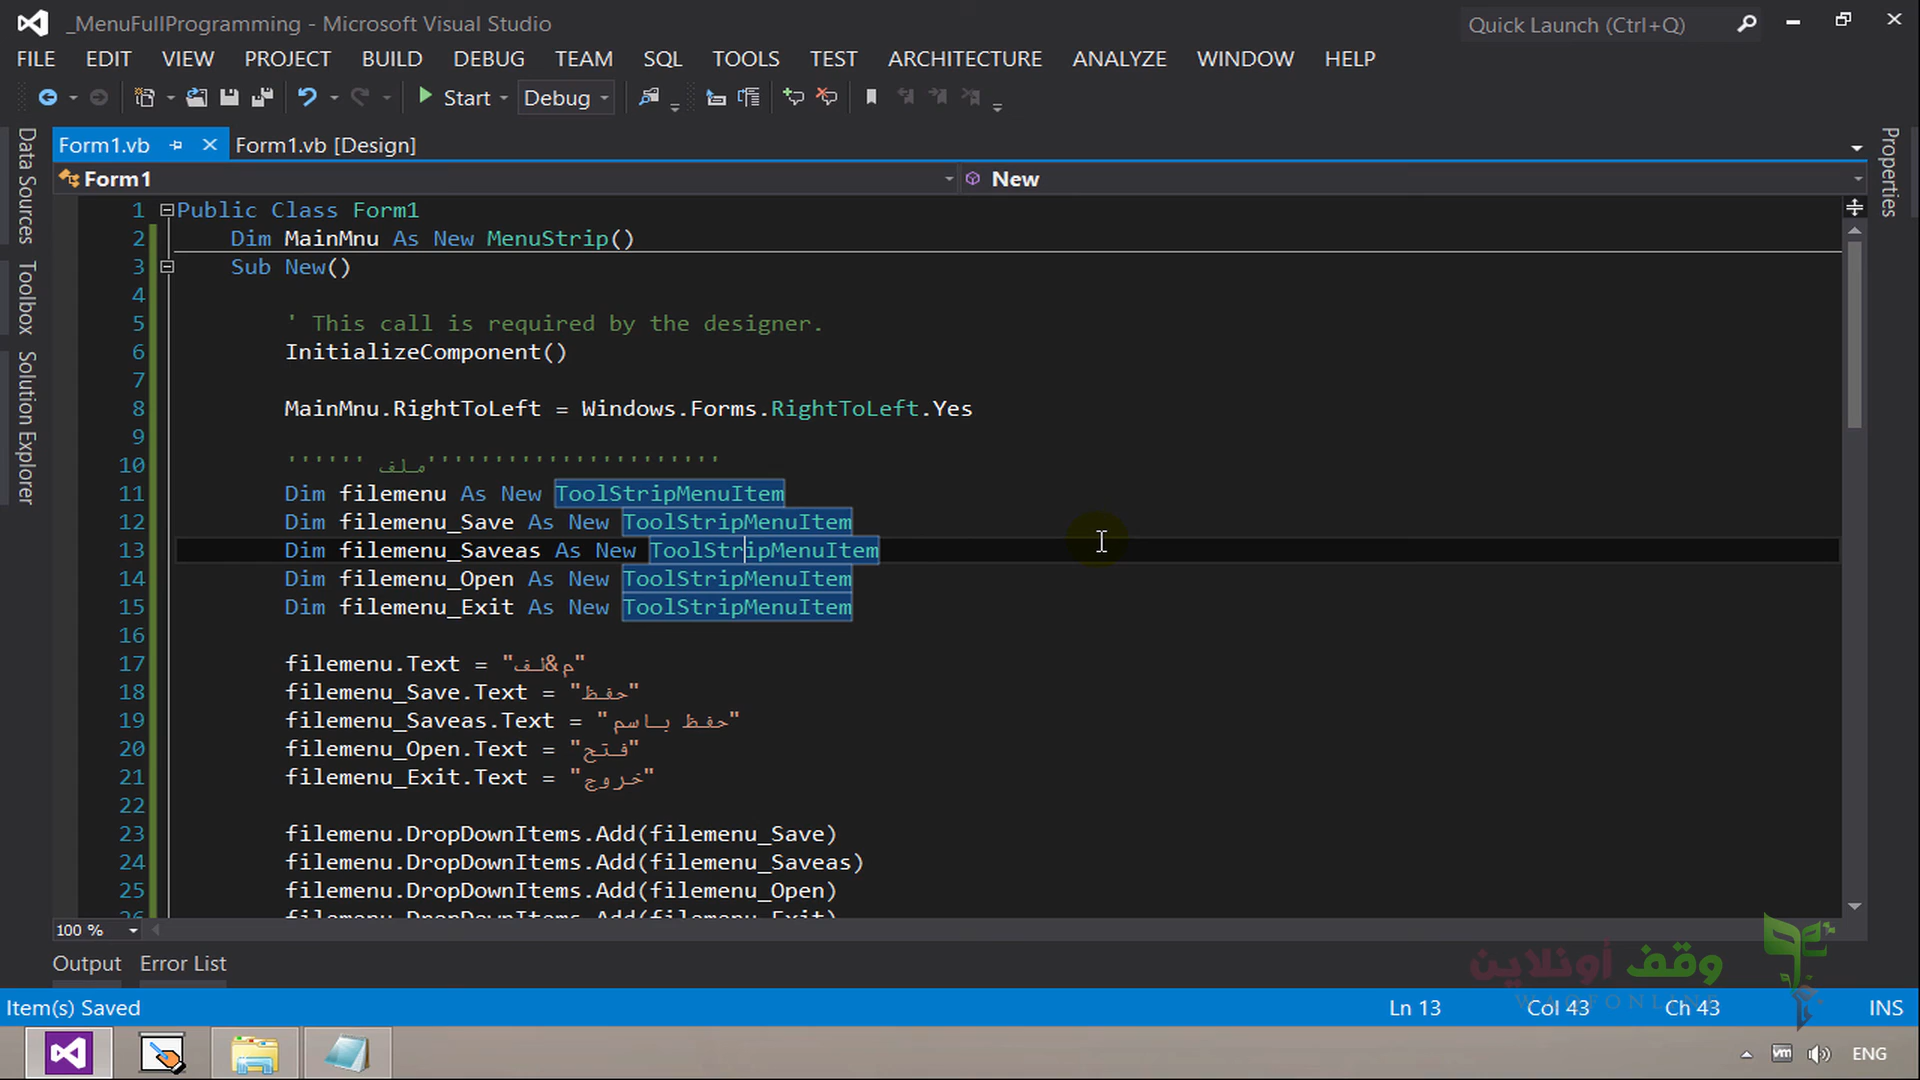 _MenuFullProgramming - Microsoft Visual Studio
Quick Launch (Ctrl+Q)
FILE EDIT VIEW PROJECT BUILD DEBUG TEAM SQL TOOLS TEST ARCHITECTURE ANALYZE WINDOW HELP
Start Debug
Form1.vb Form1.vb [Design]
Form1 New
Data Sources
Toolbox
Solution Explorer
Properties
1 Public Class Form1
2 Dim MainMnu As New MenuStrip()
3 Sub New()
4
5 ' This call is required by the designer.
6 InitializeComponent()
7
8 MainMnu.RightToLeft = Windows.Forms.RightToLeft.Yes
9
10 '''''' ملف''''''''''''''''''''''
11 Dim filemenu As New ToolStripMenuItem
12 Dim filemenu_Save As New ToolStripMenuItem
13 Dim filemenu_Saveas As New ToolStripMenuItem
14 Dim filemenu_Open As New ToolStripMenuItem
15 Dim filemenu_Exit As New ToolStripMenuItem
16
17 filemenu.Text = "م&لف"
18 filemenu_Save.Text = "حفظ"
19 filemenu_Saveas.Text = "حفظ باسم"
20 filemenu_Open.Text = "فتح"
21 filemenu_Exit.Text = "خروج"
22
23 filemenu.DropDownItems.Add(filemenu_Save)
24 filemenu.DropDownItems.Add(filemenu_Saveas)
25 filemenu.DropDownItems.Add(filemenu_Open)
26 filemenu.DropDownItems.Add(filemenu_Exit)
100 %
Output Error List
وقف أونلاين
WAQFONLINE
Item(s) Saved Ln 13 Col 43 Ch 43 INS
vm ENG